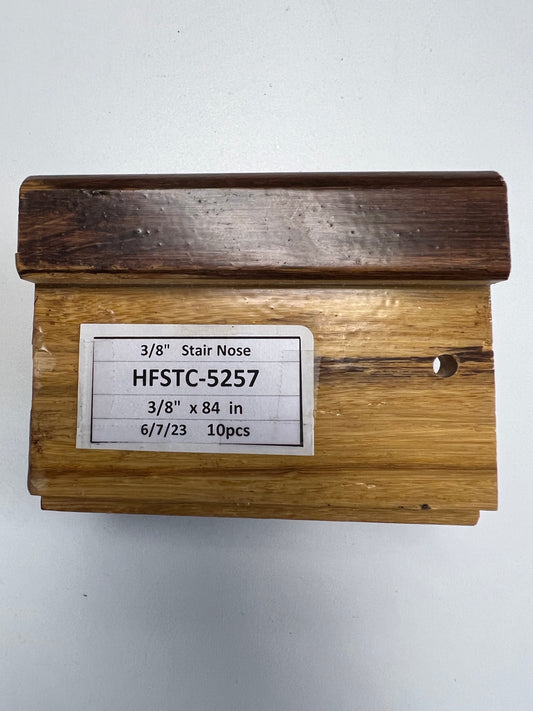 3/8" Stair Nose
HFSTC-5257
3/8" x 84 in
6/7/23 10pcs